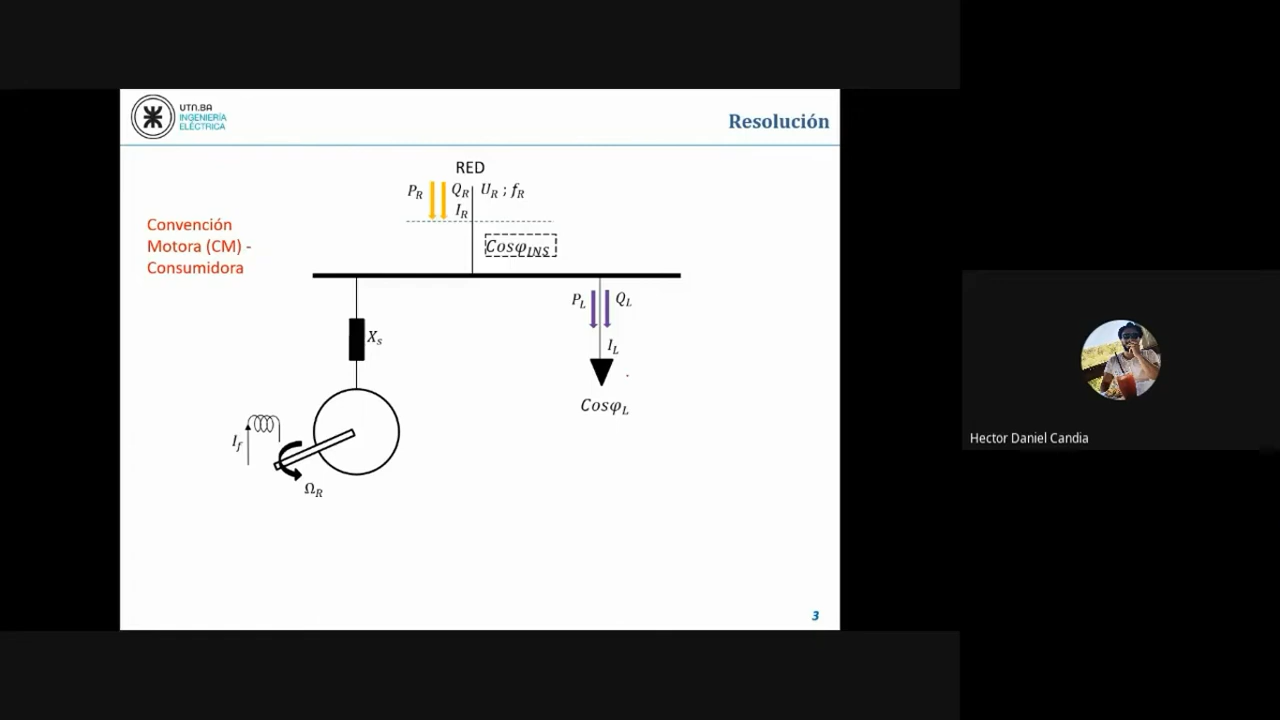 UTN.BA
INGENIERÍA
ELÉCTRICA
Resolución
RED
P_R Q_R U_R ; f_R
I_R
Convención
Motora (CM) -
Consumidora
Cosφ_INS
P_L Q_L
X_s
I_L
Cosφ_L
I_f
Ω_R
Hector Daniel Candia
3